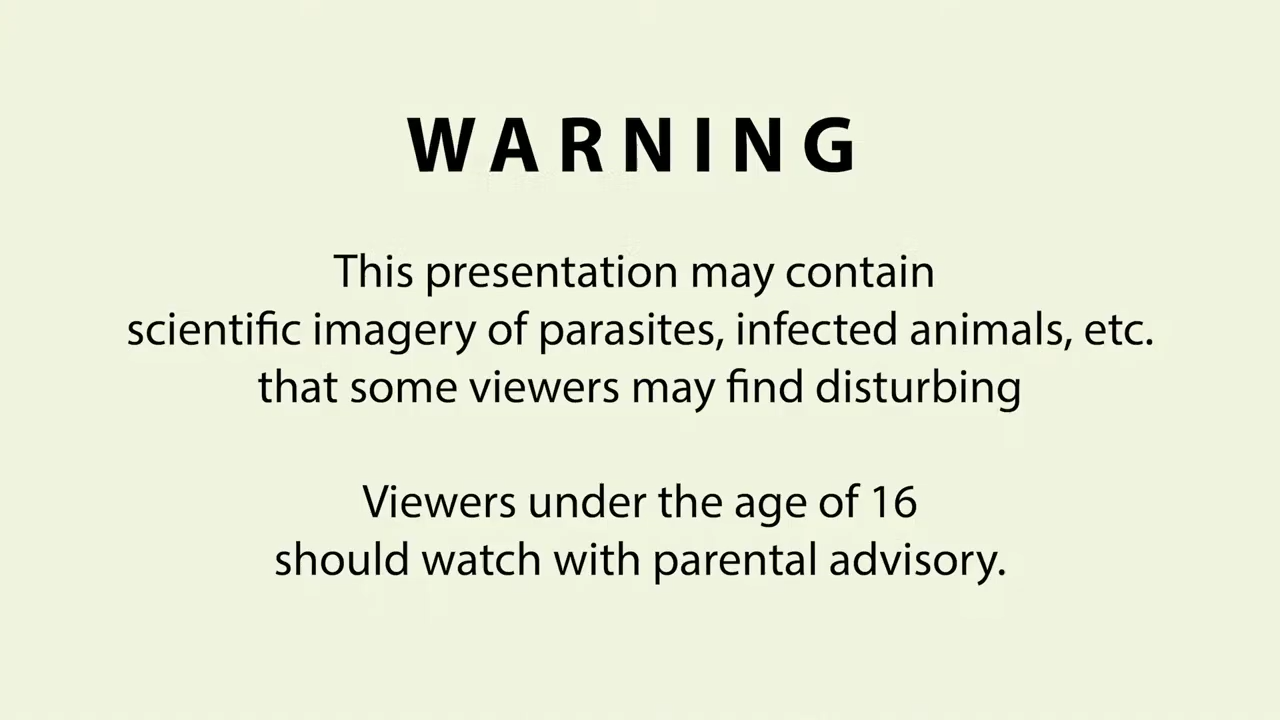 WARNING
This presentation may contain
scientific imagery of parasites, infected animals, etc.
that some viewers may find disturbing
Viewers under the age of 16
should watch with parental advisory.